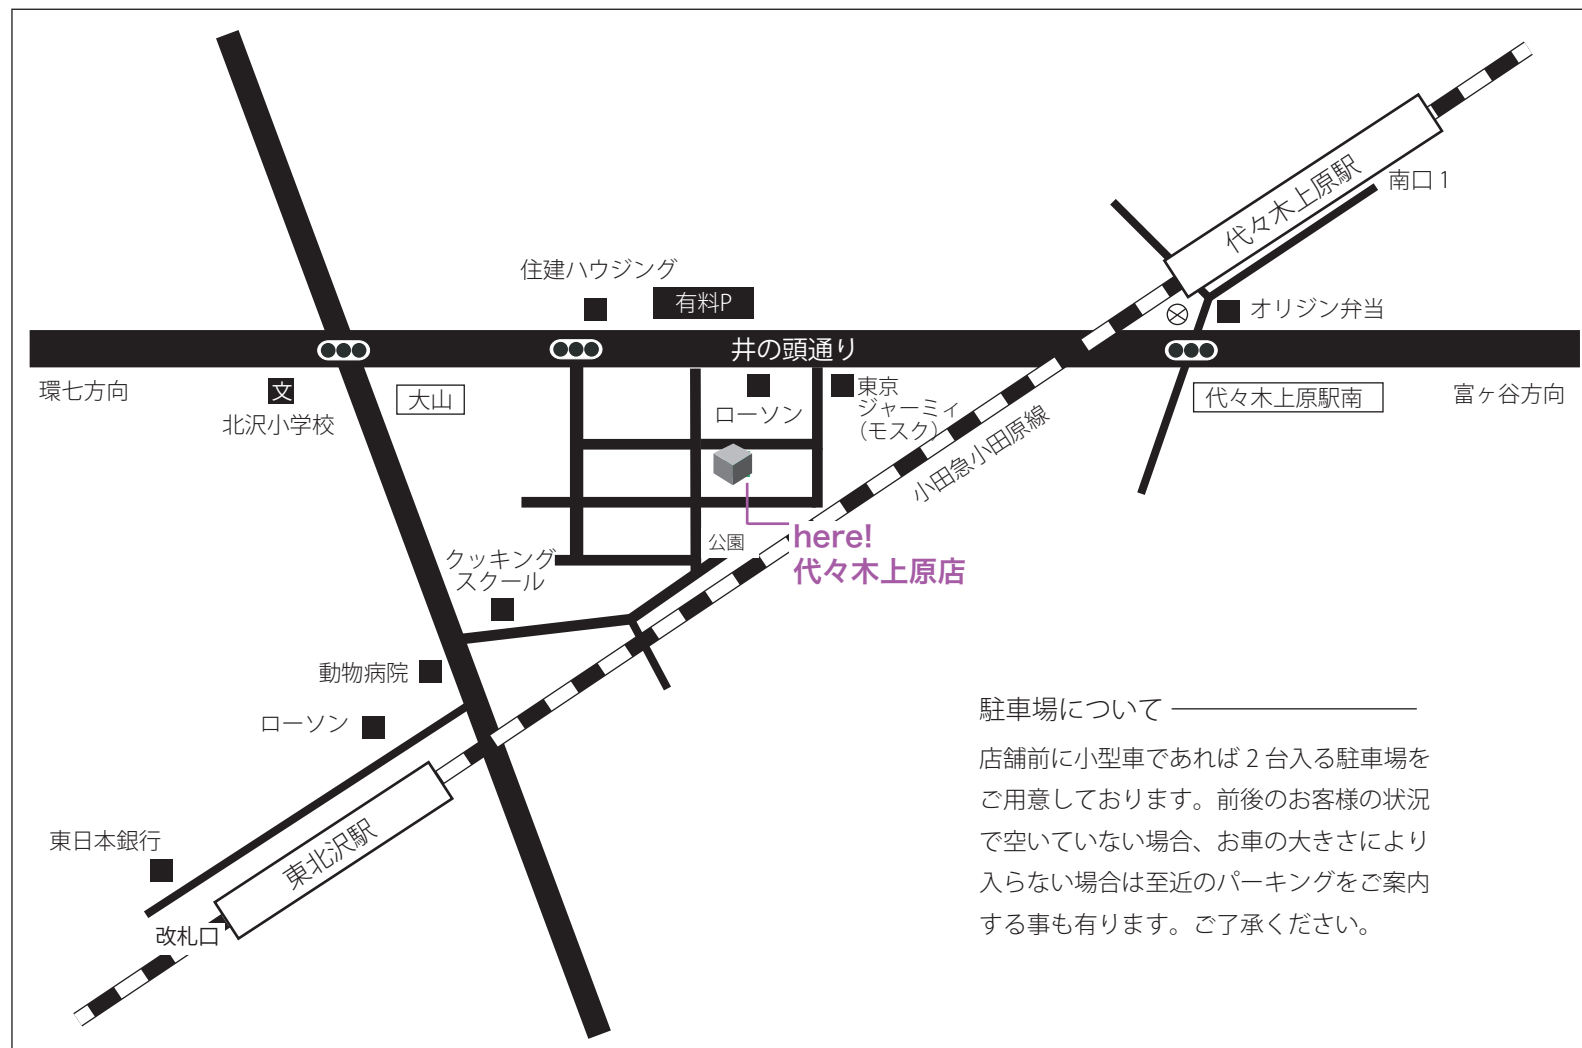 代々木上原駅
南口 1
住建ハウジング
有料P
オリジン弁当
井の頭通り
環七方向
文
北沢小学校
大山
ローソン
東京
ジャーミィ
(モスク)
代々木上原駅南
富ヶ谷方向
小田急小田原線
here!
代々木上原店
公園
クッキング
スクール
動物病院
ローソン
東日本銀行
東北沢駅
改札口
駐車場について
店舗前に小型車であれば 2 台入る駐車場を
ご用意しております。前後のお客様の状況
で空いていない場合、お車の大きさにより
入らない場合は至近のパーキングをご案内
する事も有ります。ご了承ください。